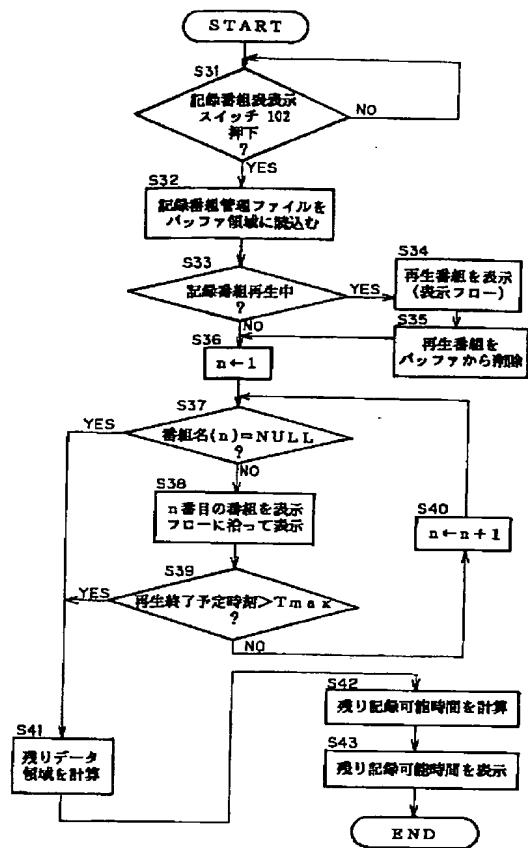 START
S31
記録番組表表示
スイッチ 102
押下
?
NO
YES
S32
記録番組管理ファイルを
バッファ領域に読込む
S33
記録番組再生中
?
YES
NO
S34
再生番組を表示
(表示フロー)
S35
再生番組を
バッファから削除
S36
n←1
S37
番組名(n)=NULL
?
YES
NO
S38
n番目の番組を表示
フローに沿って表示
S39
再生終了予定時刻>Tmax
?
YES
NO
S40
n←n+1
S41
残りデータ
領域を計算
S42
残り記録可能時間を計算
S43
残り記録可能時間を表示
END